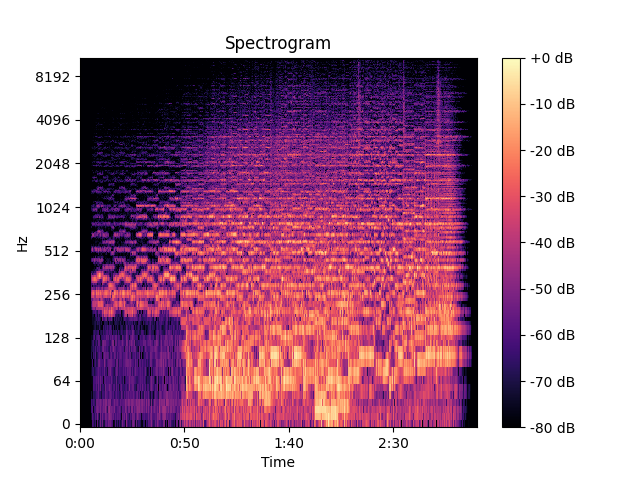 Spectrogram
8192
4096
2048
1024
512
256
128
64
0
Hz
0:00
0:50
1:40
2:30
Time
+0 dB
-10 dB
-20 dB
-30 dB
-40 dB
-50 dB
-60 dB
-70 dB
-80 dB